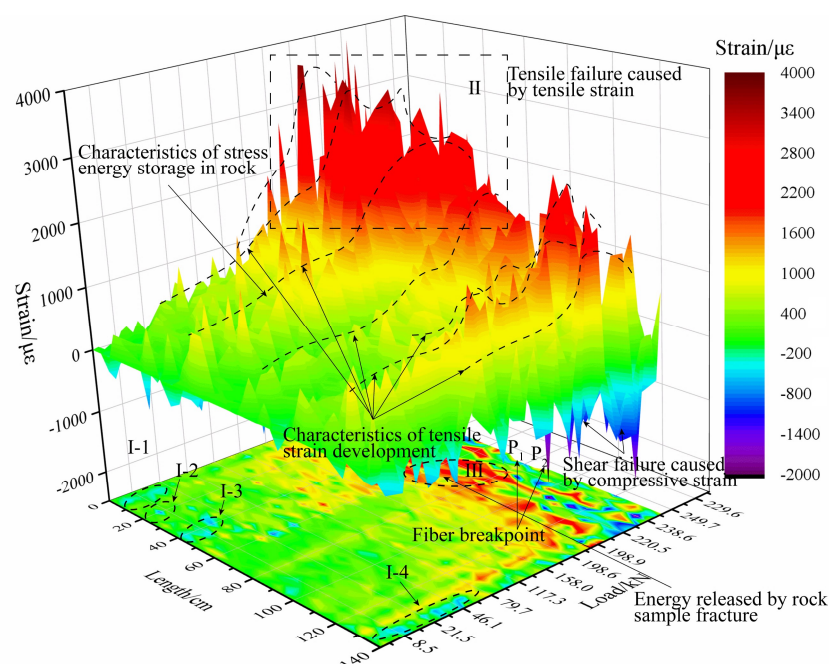 Strain/με
4000
3400
2800
2200
1600
1000
400
-200
-800
-1400
-2000
4000
3000
2000
1000
0
-1000
-2000
Strain/με
II
Tensile failure caused
by tensile strain
Characteristics of stress
energy storage in rock
Characteristics of tensile
strain development
I-1
I-2
I-3
I-4
III
P1
P2
Shear failure caused
by compressive strain
Fiber breakpoint
Energy released by rock
sample fracture
0
20
40
60
80
100
120
140
Length/cm
8.5
21.5
46.1
79.7
117.3
158.0
198.6
198.9
220.5
238.6
249.7
229.6
Load/kN